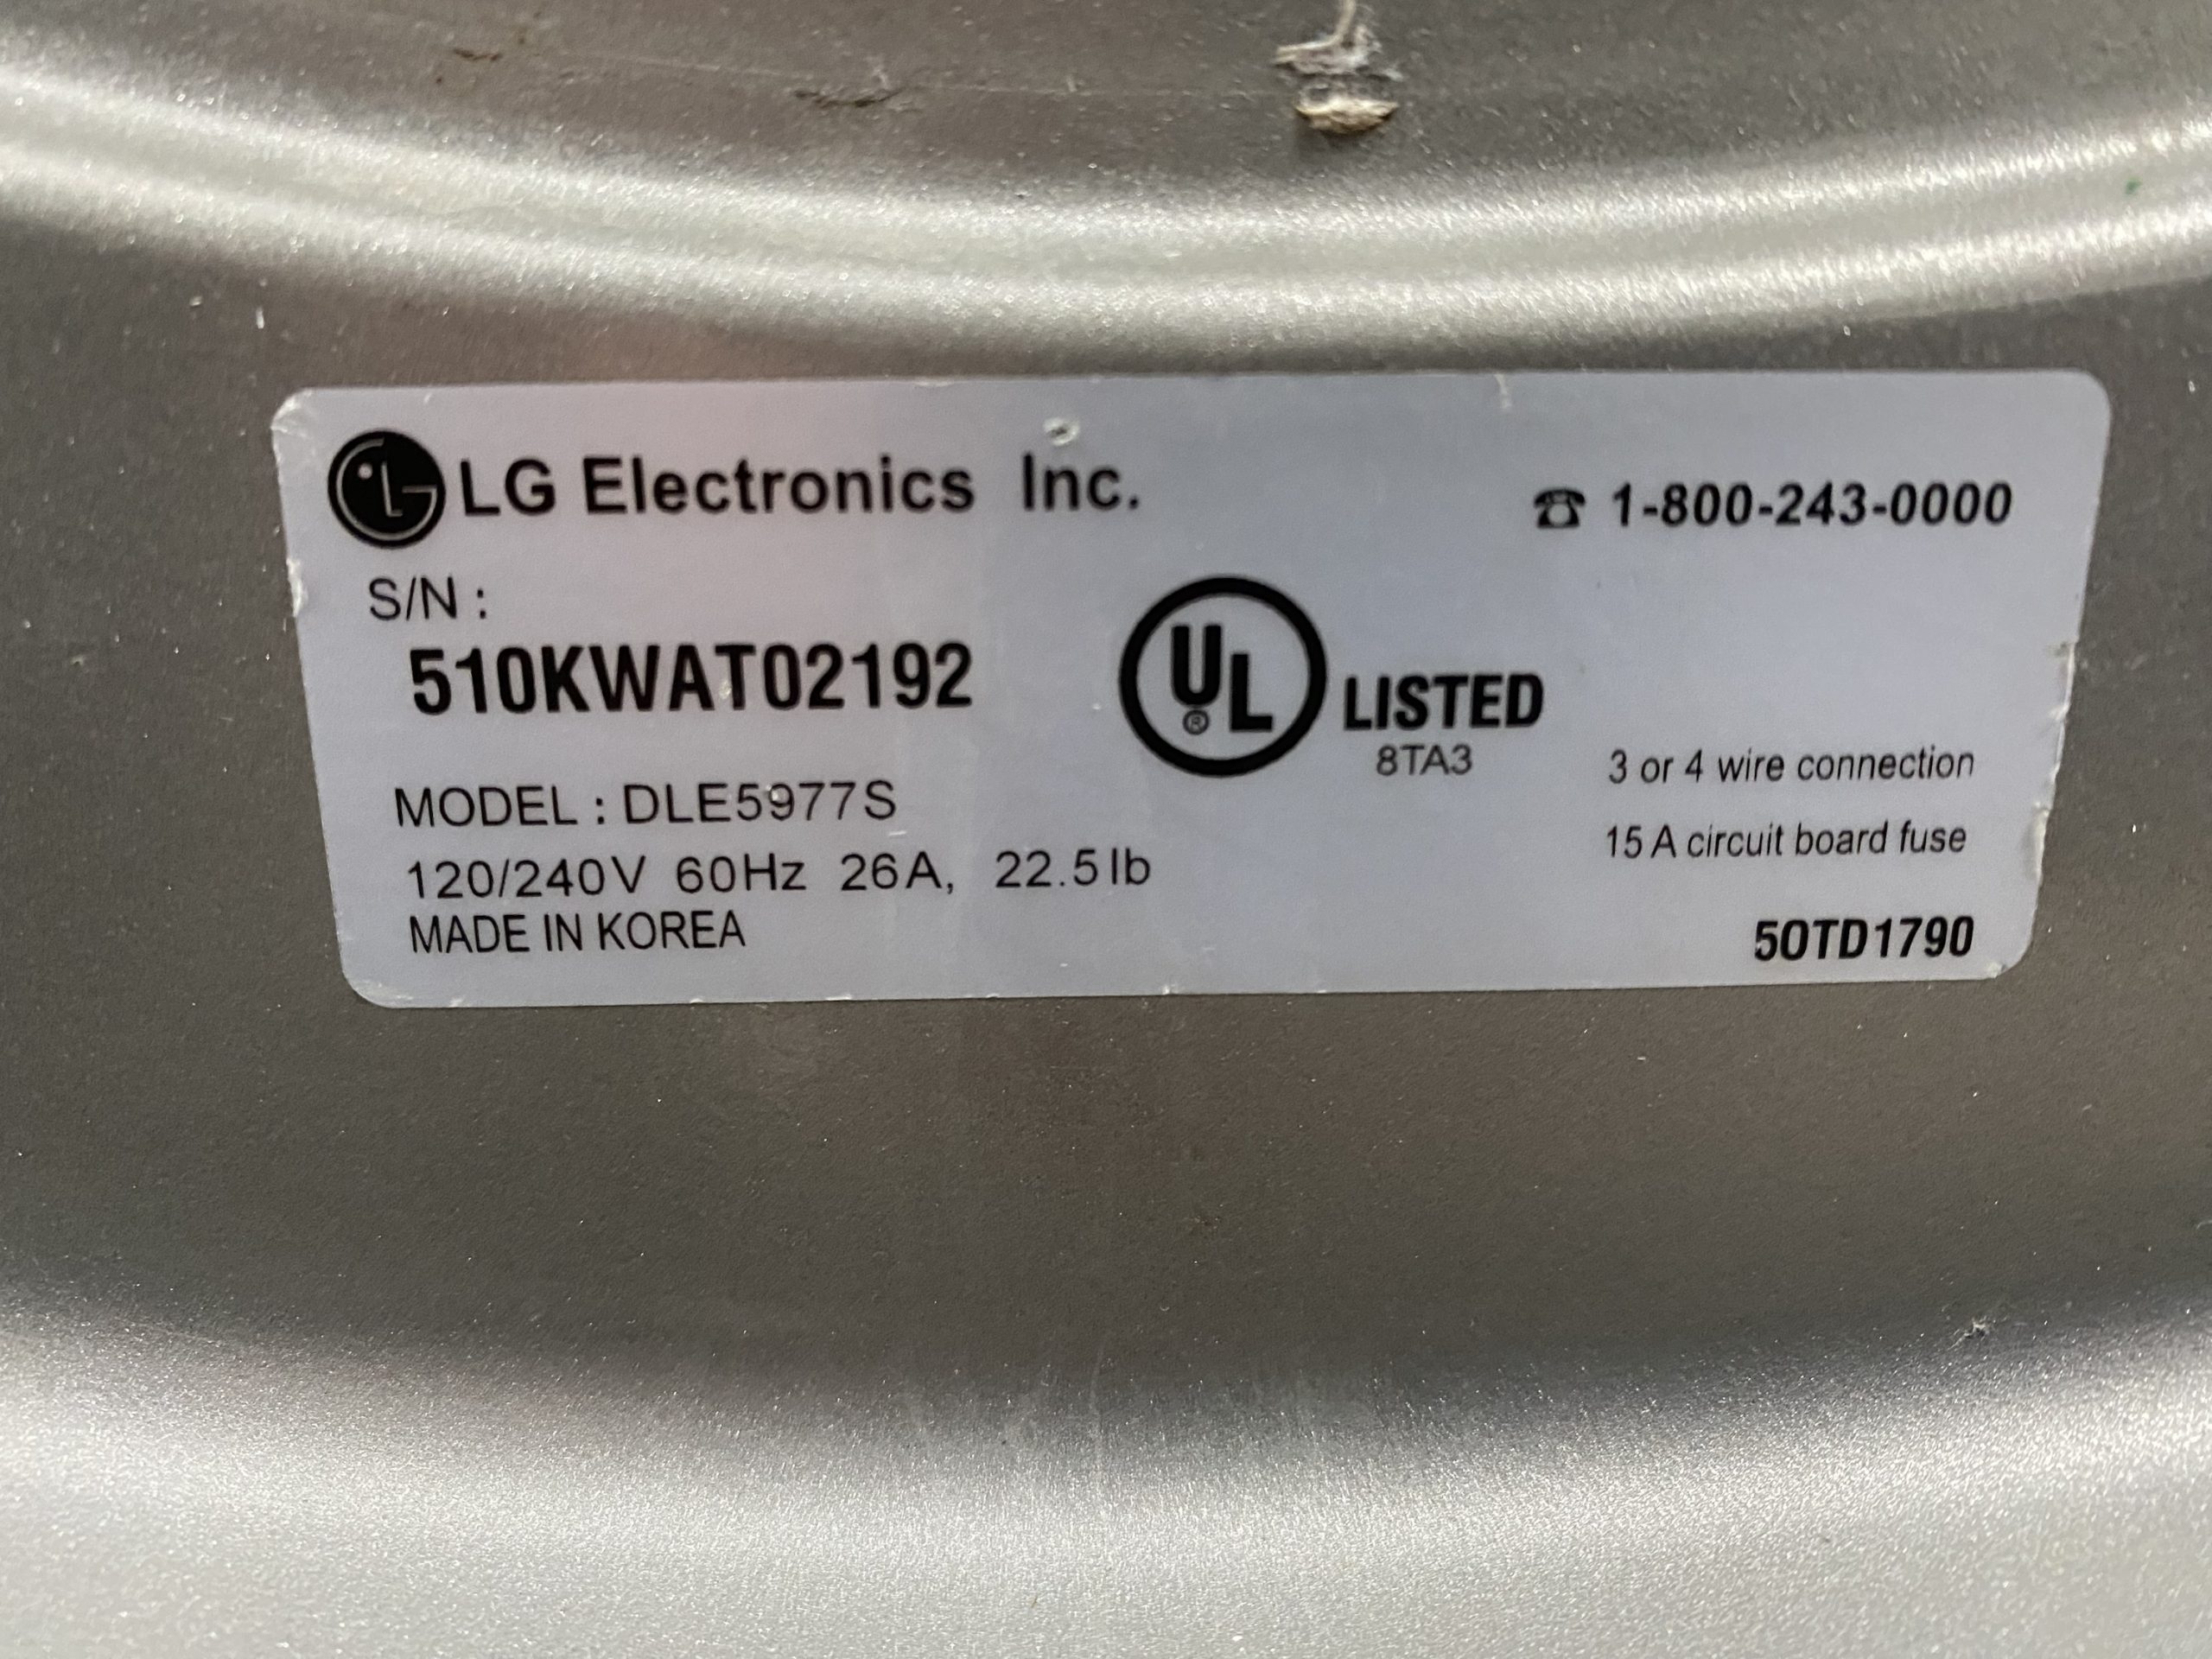 LG Electronics Inc.
☎ 1-800-243-0000
S/N :
510KWAT02192
UL ® LISTED
8TA3
MODEL : DLE5977S
120/240V 60Hz 26A, 22.5lb
MADE IN KOREA
3 or 4 wire connection
15 A circuit board fuse
50TD1790